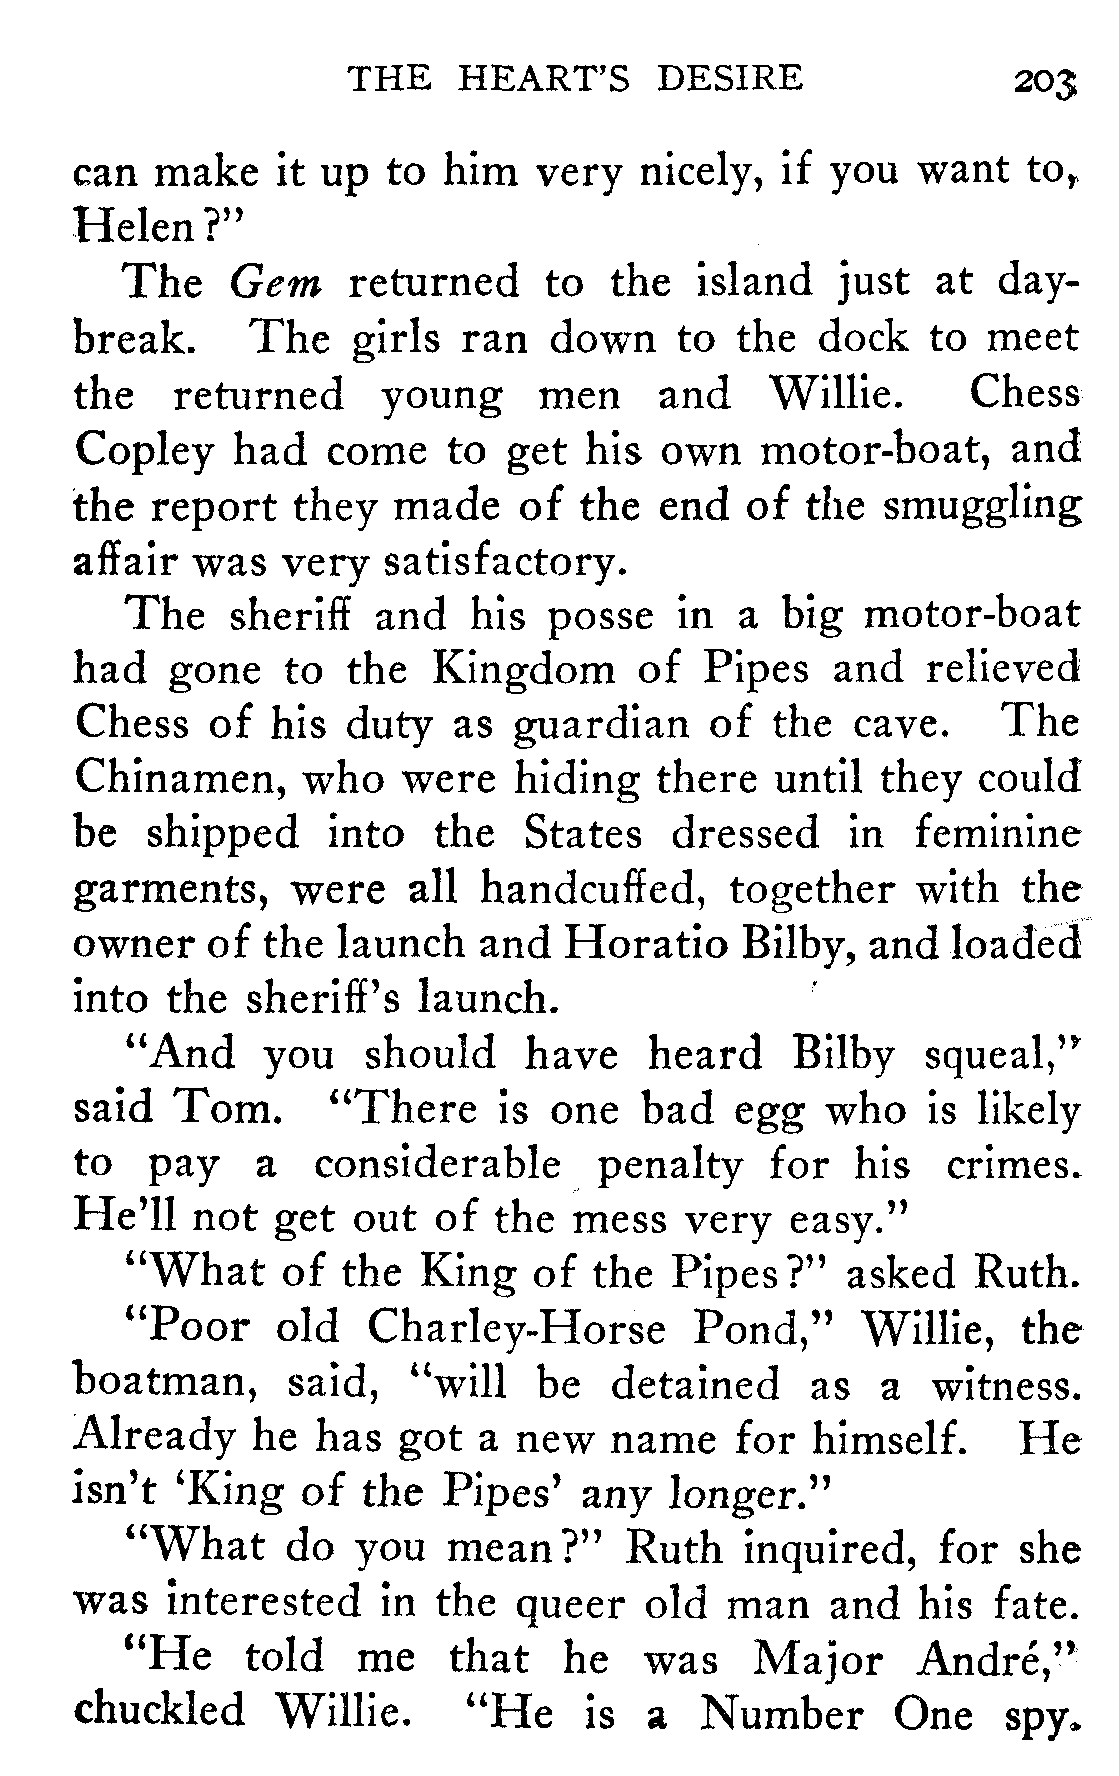 THE HEART'S DESIRE 203
can make it up to him very nicely, if you want to,
Helen?"
The Gem returned to the island just at day-
break. The girls ran down to the dock to meet
the returned young men and Willie. Chess
Copley had come to get his own motor-boat, and
the report they made of the end of the smuggling
affair was very satisfactory.
The sheriff and his posse in a big motor-boat
had gone to the Kingdom of Pipes and relieved
Chess of his duty as guardian of the cave. The
Chinamen, who were hiding there until they could
be shipped into the States dressed in feminine
garments, were all handcuffed, together with the
owner of the launch and Horatio Bilby, and loaded
into the sheriff's launch.
"And you should have heard Bilby squeal,"
said Tom. "There is one bad egg who is likely
to pay a considerable penalty for his crimes.
He'll not get out of the mess very easy."
"What of the King of the Pipes?" asked Ruth.
"Poor old Charley-Horse Pond," Willie, the
boatman, said, "will be detained as a witness.
Already he has got a new name for himself. He
isn't 'King of the Pipes' any longer."
"What do you mean?" Ruth inquired, for she
was interested in the queer old man and his fate.
"He told me that he was Major André,"
chuckled Willie. "He is a Number One spy.